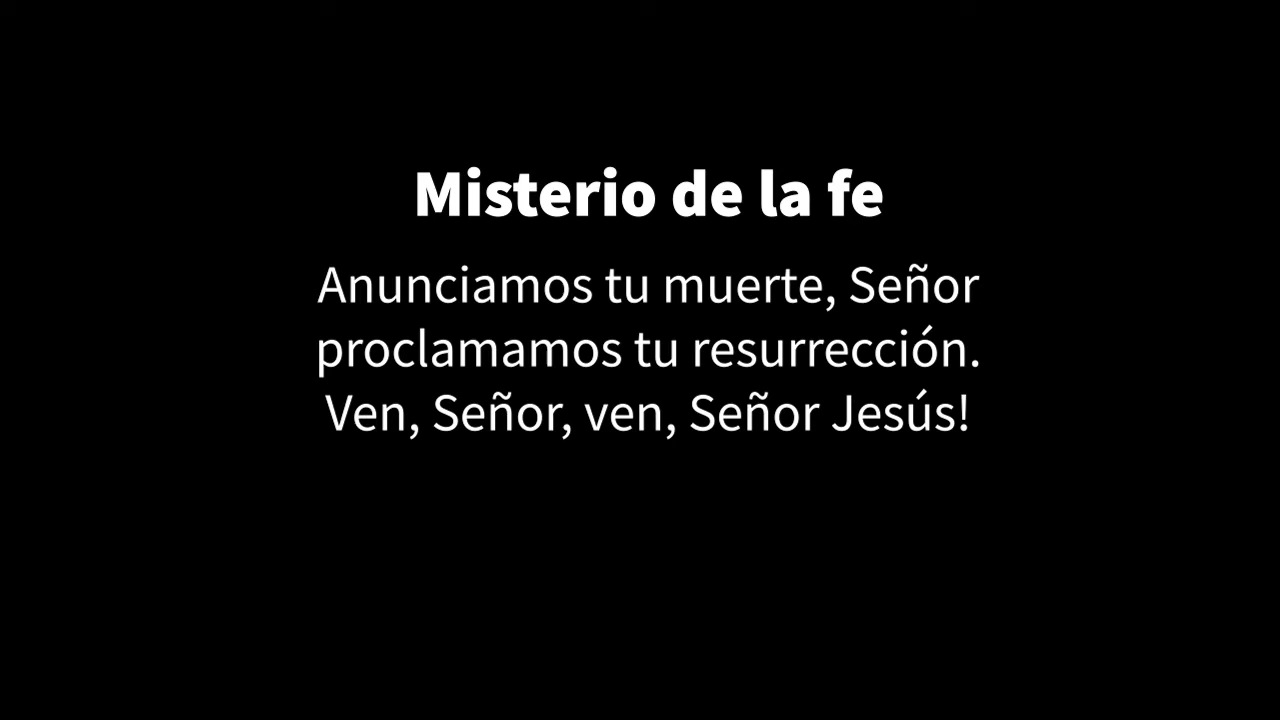 Misterio de la fe
Anunciamos tu muerte, Señor
proclamamos tu resurrección.
Ven, Señor, ven, Señor Jesús!